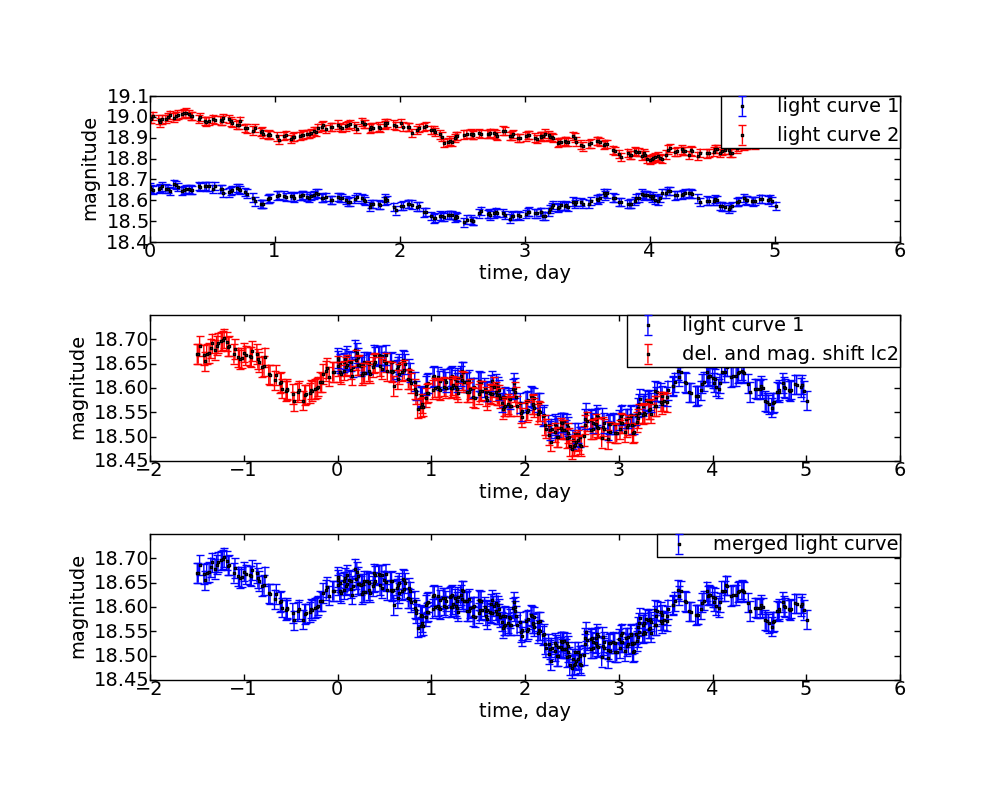 19.1
19.0
18.9
18.8
18.7
18.6
18.5
18.4
magnitude
light curve 1
light curve 2
0 1 2 3 4 5 6
time, day
18.70
18.65
18.60
18.55
18.50
18.45
magnitude
light curve 1
del. and mag. shift lc2
−2 −1 0 1 2 3 4 5 6
time, day
18.70
18.65
18.60
18.55
18.50
18.45
magnitude
merged light curve
−2 −1 0 1 2 3 4 5 6
time, day